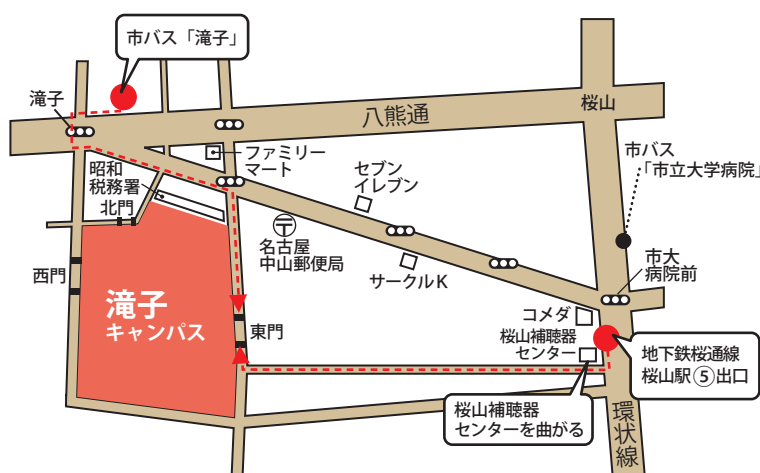 市バス「滝子」
滝子
八熊通
桜山
ファミリー
マート
昭和
税務署
北門
セブン
イレブン
市バス
「市立大学病院」
〒
名古屋
中山郵便局
サークルK
市大
病院前
西門
滝子
キャンパス
東門
コメダ
桜山補聴器
センター
地下鉄桜通線
桜山駅⑤出口
桜山補聴器
センターを曲がる
環状線